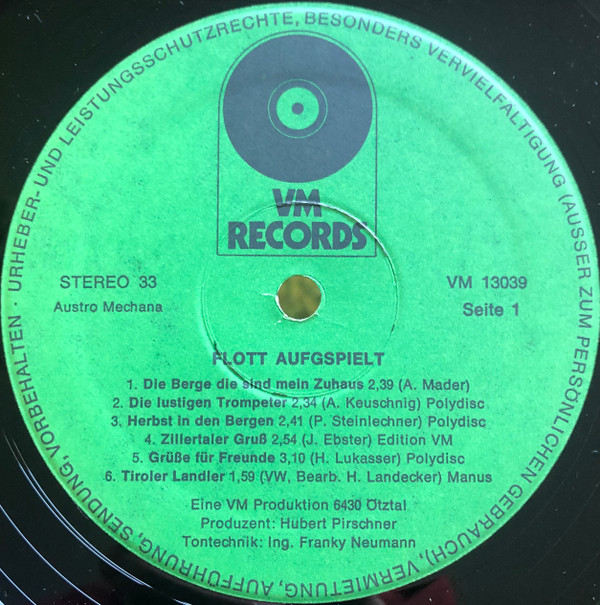 URHEBER- UND LEISTUNGSSCHUTZRECHTE, BESONDERS VERVIELFÄLTIGUNG (AUSSER ZUM PERSÖNLICHEN GEBRAUCH), VERMIETUNG, AUFFÜHRUNG, SENDUNG, VORBEHALTEN ·
VM
RECORDS
STEREO 33
Austro Mechana
VM 13039
Seite 1
FLOTT AUFGSPIELT
1. Die Berge die sind mein Zuhaus 2,39 (A. Mader)
2. Die lustigen Trompeter 2,34 (A. Keuschnig) Polydisc
3. Herbst in den Bergen 2,41 (P. Steinlechner) Polydisc
4. Zillertaler Gruß 2,54 (J. Ebster) Edition VM
5. Grüße für Freunde 3,10 (H. Lukasser) Polydisc
6. Tiroler Landler 1,59 (VW, Bearb. H. Landecker) Manus
Eine VM Produktion 6430 Ötztal
Produzent: Hubert Pirschner
Tontechnik: Ing. Franky Neumann